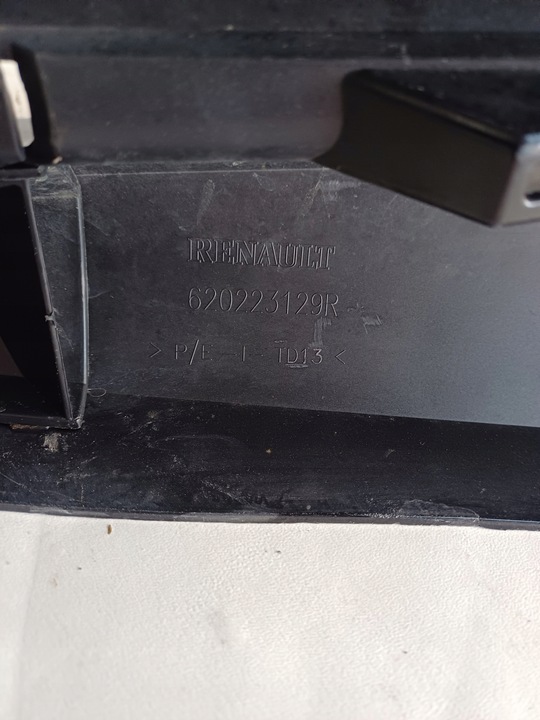 RENAULT
620223129R
> P/E - I - TD13 <